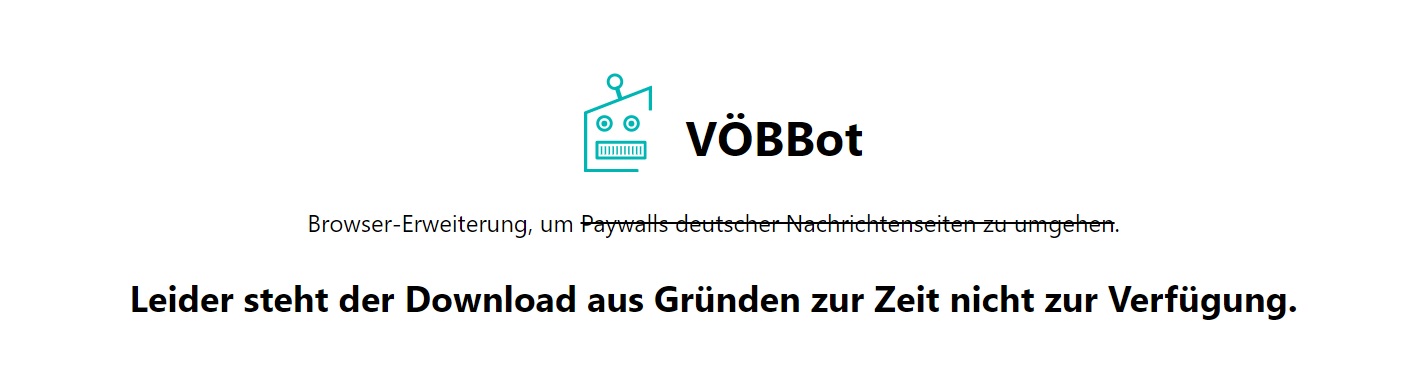 VÖBBot
Browser-Erweiterung, um Paywalls deutscher Nachrichtenseiten zu umgehen.
Leider steht der Download aus Gründen zur Zeit nicht zur Verfügung.